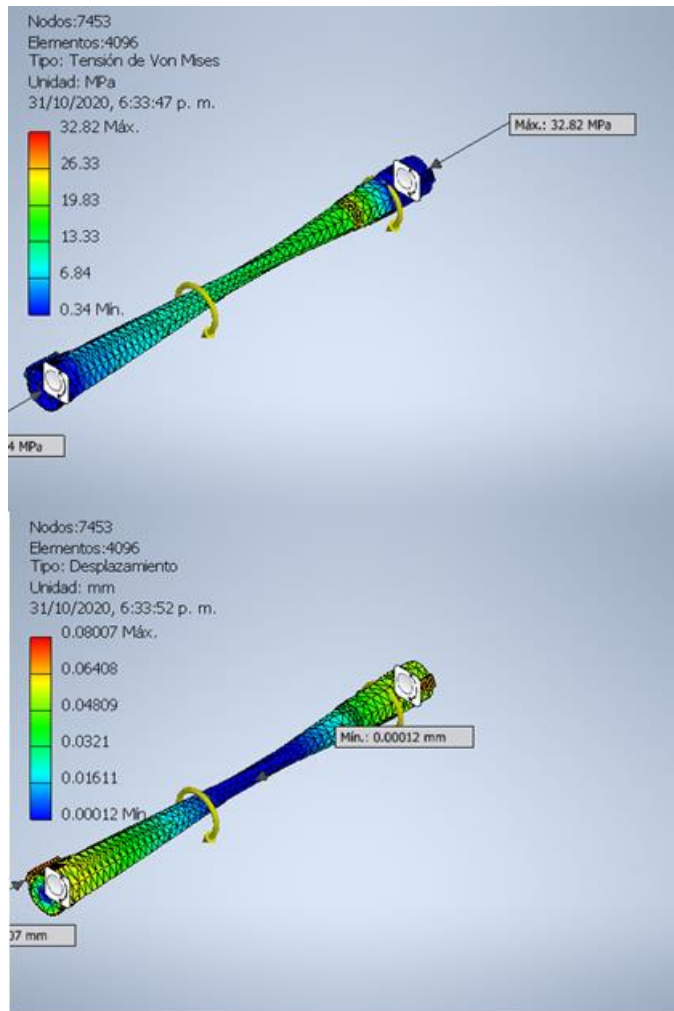 Nodos:7453
Elementos:4096
Tipo: Tensión de Von Mises
Unidad: MPa
31/10/2020, 6:33:47 p. m.
32.82 Máx.
26.33
19.83
13.33
6.84
0.34 Mín.
Máx.: 32.82 MPa
4 MPa
Nodos:7453
Elementos:4096
Tipo: Desplazamiento
Unidad: mm
31/10/2020, 6:33:52 p. m.
0.08007 Máx.
0.06408
0.04809
0.0321
0.01611
0.00012 Mín.
Mín.: 0.00012 mm
07 mm